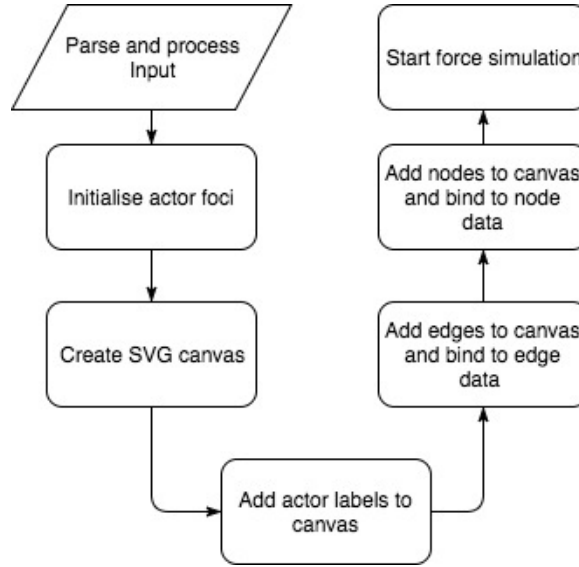 Parse and process
Input
Initialise actor foci
Create SVG canvas
Add actor labels to
canvas
Add edges to canvas
and bind to edge
data
Add nodes to canvas
and bind to node
data
Start force simulation